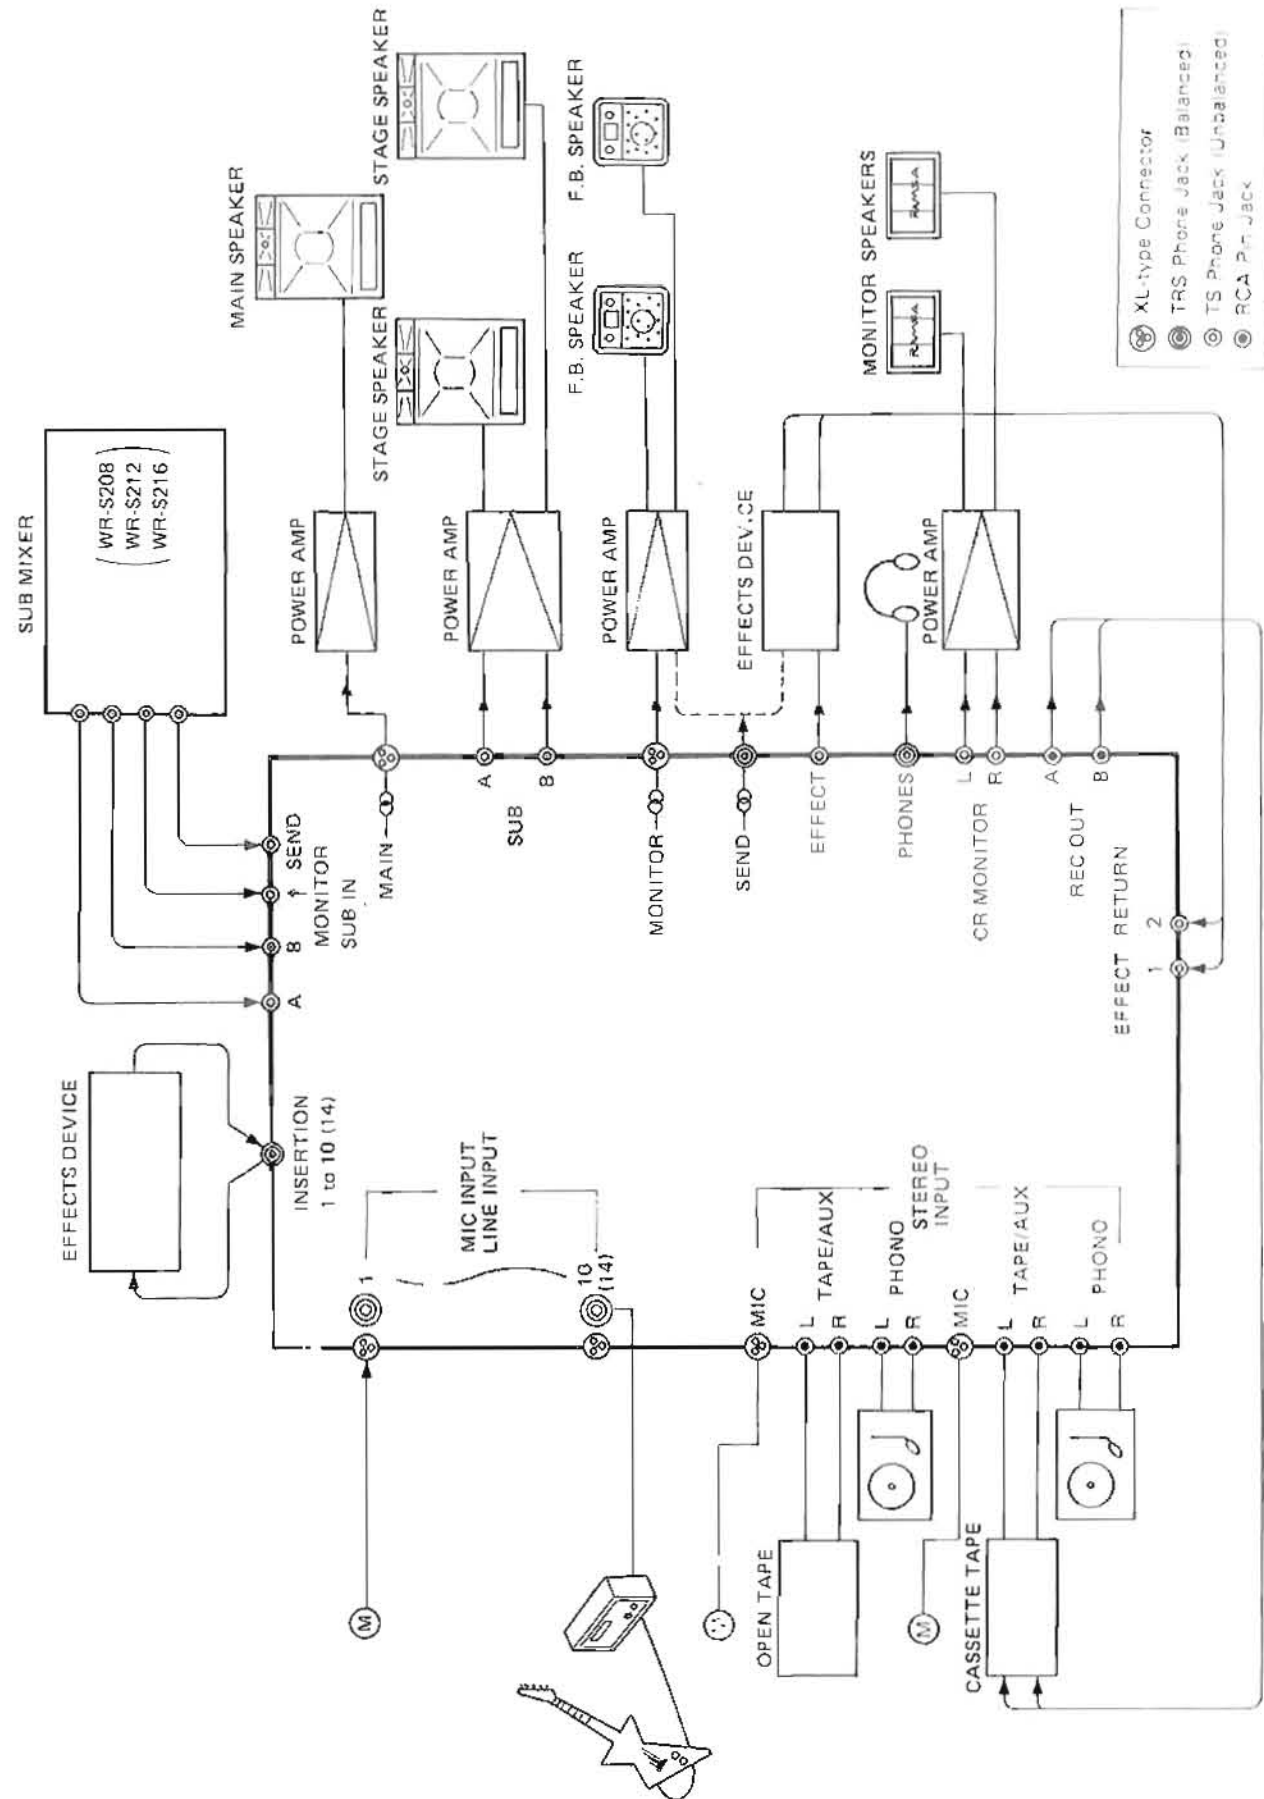 SUB MIXER
WR-S208
WR-S212
WR-S216
MAIN SPEAKER
STAGE SPEAKER
STAGE SPEAKER
F.B. SPEAKER
F.B. SPEAKER
MONITOR SPEAKERS
RAMSA
RAMSA
POWER AMP
POWER AMP
POWER AMP
EFFECTS DEVICE
POWER AMP
EFFECTS DEVICE
INSERTION
1 to 10 (14)
A
B
↑
SEND
MONITOR
SUB IN
MAIN
A
B
SUB
MONITOR
SEND
EFFECT
PHONES
L
R
CR MONITOR
A
B
REC OUT
EFFECT RETURN
1
2
1
MIC INPUT
LINE INPUT
10
(14)
MIC
L
R
TAPE/AUX
L
R
PHONO
STEREO
INPUT
MIC
L
R
TAPE/AUX
L
R
PHONO
M
OPEN TAPE
M
CASSETTE TAPE
XL-type Connector
TRS Phone Jack (Balanced)
TS Phone Jack (Unbalanced)
RCA Pin Jack